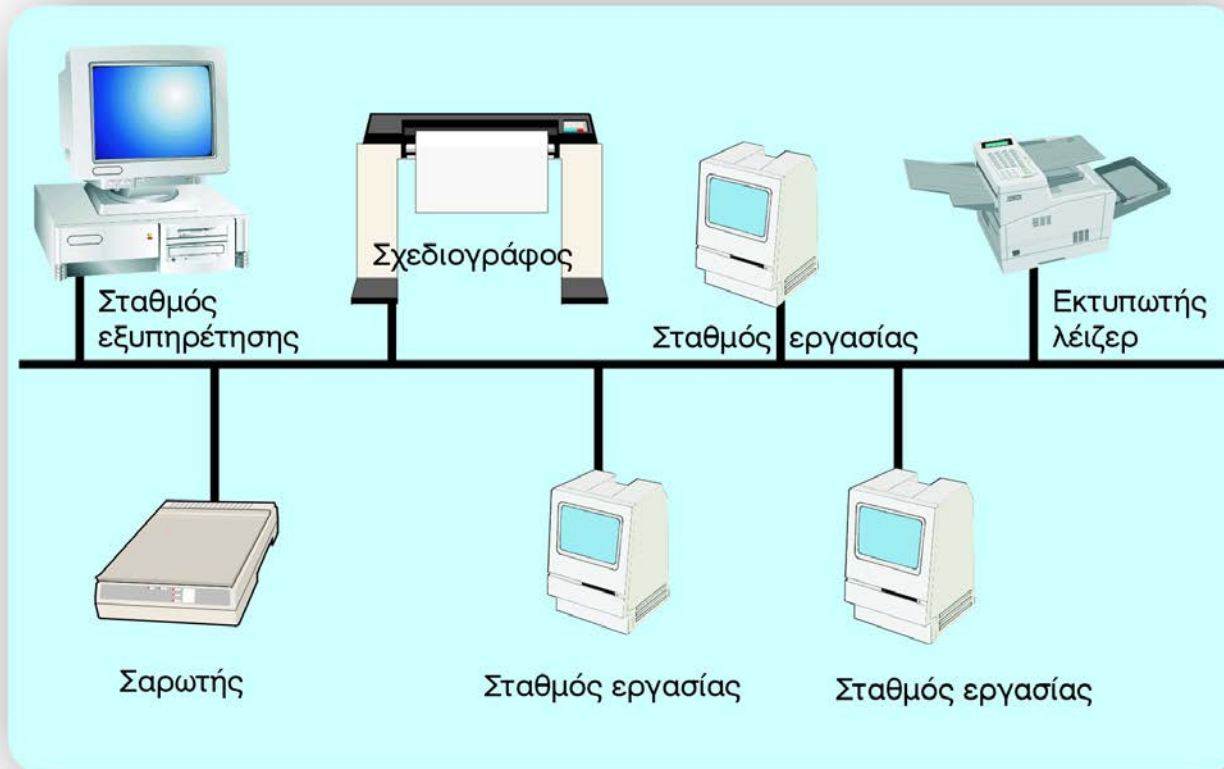 Σχεδιογράφος
Σταθμός
εξυπηρέτησης
Σταθμός εργασίας
Εκτυπωτής
λέιζερ
Σαρωτής
Σταθμός εργασίας
Σταθμός εργασίας